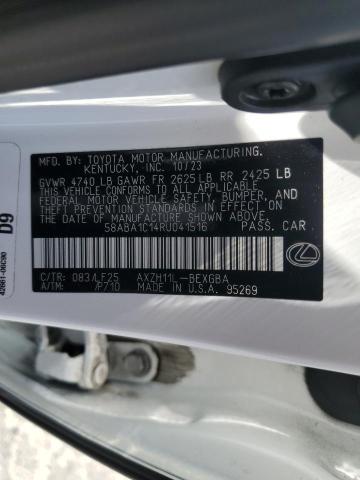 MFD. BY: TOYOTA MOTOR MANUFACTURING,
KENTUCKY, INC. 10/23
GVWR 4740 LB GAWR FR 2625 LB RR 2425 LB
THIS VEHICLE CONFORMS TO ALL APPLICABLE
FEDERAL MOTOR VEHICLE SAFETY, BUMPER, AND
THEFT PREVENTION STANDARDS IN EFFECT ON
THE DATE OF MANUFACTURE SHOWN ABOVE.
58ABA1C14RU041516 PASS. CAR
C/TR: 083/LF25 AXZH11L-BEXGBA
A/TM: /P710 MADE IN U.S.A. 95269
42661-06C90 D9